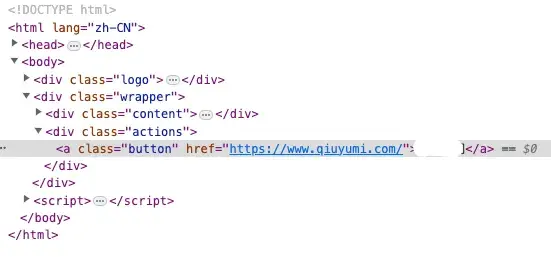 <!DOCTYPE html>
<html lang="zh-CN">
<head> ⋯ </head>
<body>
<div class="logo"> ⋯ </div>
<div class="wrapper">
<div class="content"> ⋯ </div>
<div class="actions">
⋯ <a class="button" href="https://www.qiuyumi.com/"> </a> == $0
</div>
</div>
<script> ⋯ </script>
</body>
</html>